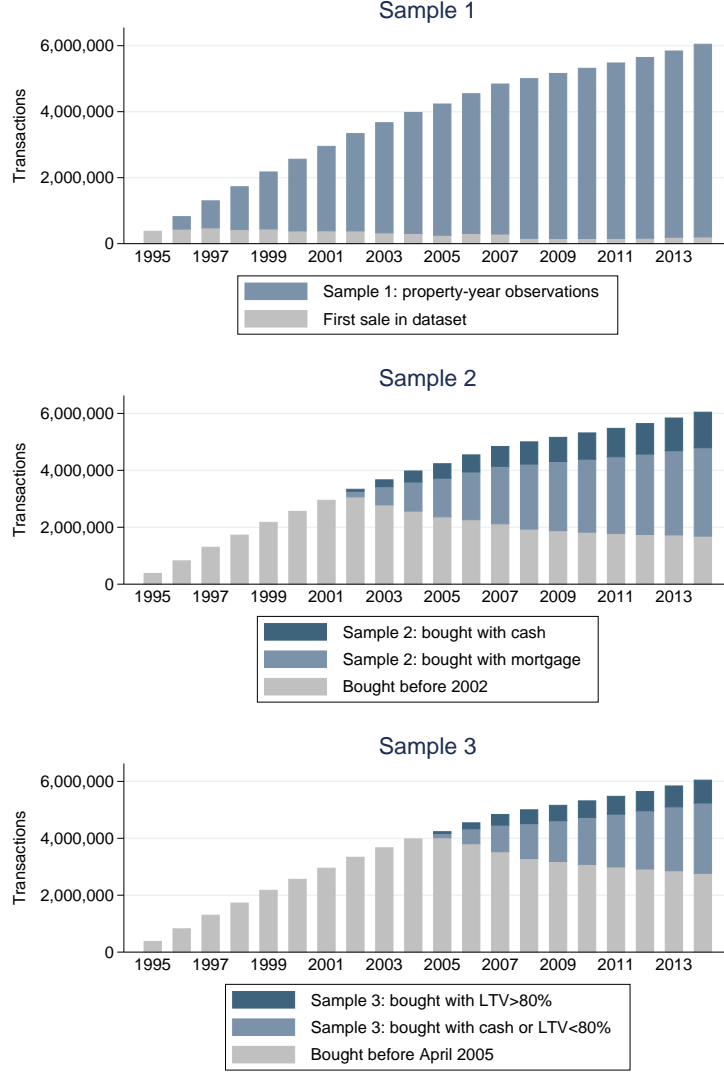 Sample 1
Transactions
6,000,000
4,000,000
2,000,000
0
1995 1997 1999 2001 2003 2005 2007 2009 2011 2013
Sample 1: property-year observations
First sale in dataset
Sample 2
Transactions
6,000,000
4,000,000
2,000,000
0
1995 1997 1999 2001 2003 2005 2007 2009 2011 2013
Sample 2: bought with cash
Sample 2: bought with mortgage
Bought before 2002
Sample 3
Transactions
6,000,000
4,000,000
2,000,000
0
1995 1997 1999 2001 2003 2005 2007 2009 2011 2013
Sample 3: bought with LTV>80%
Sample 3: bought with cash or LTV<80%
Bought before April 2005